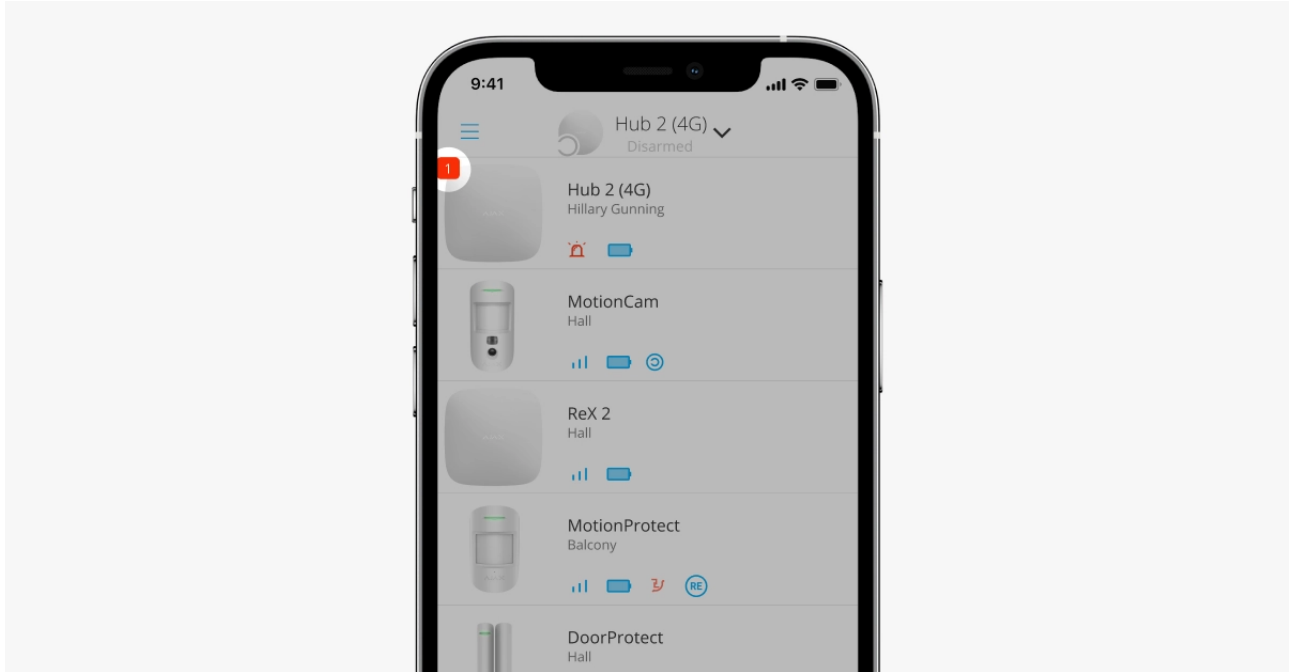 9:41
Hub 2 (4G)
Disarmed
1
Hub 2 (4G)
Hillary Gunning
MotionCam
Hall
ReX 2
Hall
MotionProtect
Balcony
RE
DoorProtect
Hall